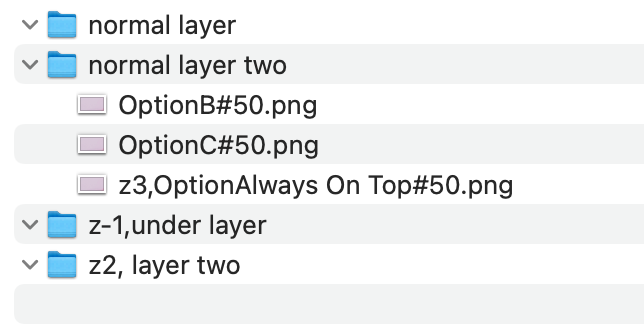 normal layer
normal layer two
OptionB#50.png
OptionC#50.png
z3,OptionAlways On Top#50.png
z-1,under layer
z2, layer two